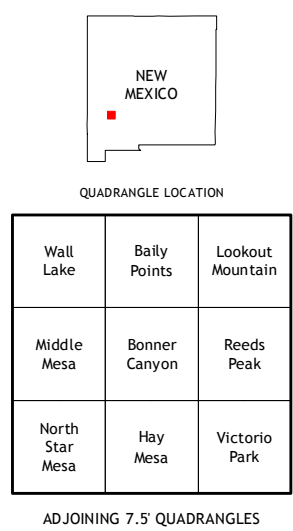 NEW
MEXICO
QUADRANGLE LOCATION
Wall
Lake
Baily
Points
Lookout
Mountain
Middle
Mesa
Bonner
Canyon
Reeds
Peak
North
Star
Mesa
Hay
Mesa
Victorio
Park
ADJOINING 7.5' QUADRANGLES